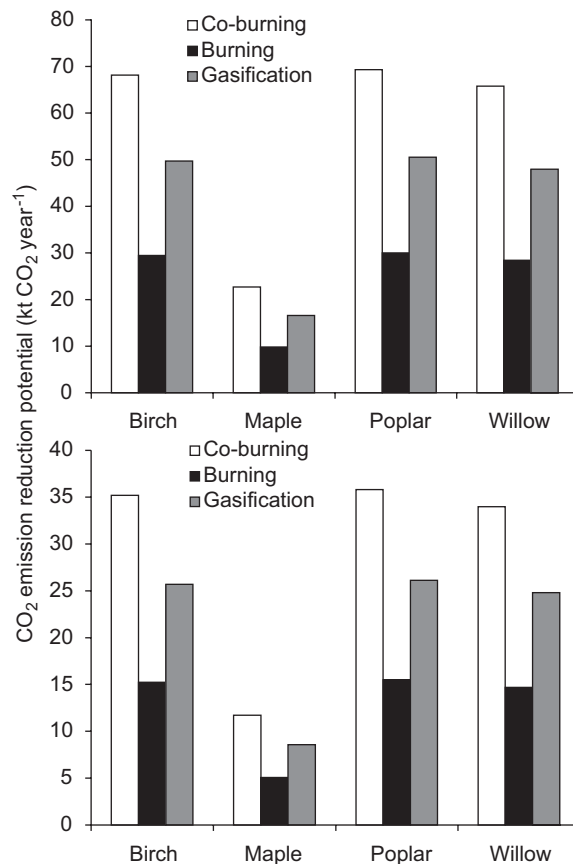 CO₂ emission reduction potential (kt CO₂ year⁻¹)
80
70
60
50
40
30
20
10
0
Co-burning
Burning
Gasification
Birch Maple Poplar Willow
40
35
30
25
20
15
10
5
0
Co-burning
Burning
Gasification
Birch Maple Poplar Willow